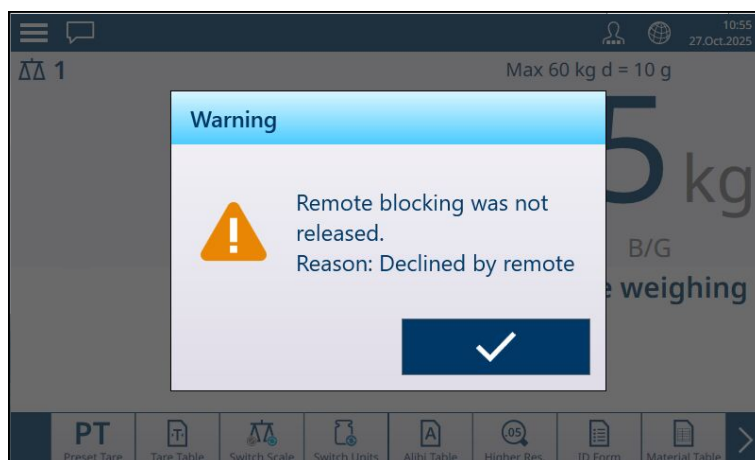 10:55
27.Oct.2025
1
Max 60 kg d = 10 g
Warning
5 kg
Remote blocking was not
released.
Reason: Declined by remote
B/G
weighing
PT
Preset Tare
T
Tare Table
Switch Scale
Switch Units
A
Alibi Table
.05
Higher Res.
ID Form
Material Table